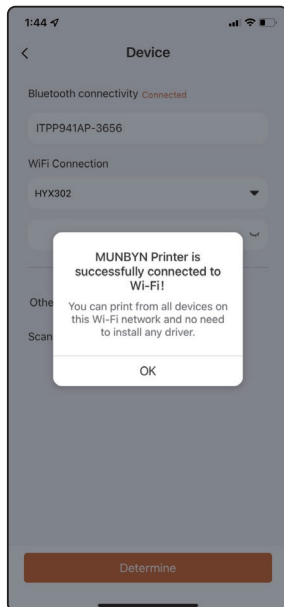 1:44
Device
Bluetooth connectivity Connected
ITPP941AP-3656
WiFi Connection
HYX302
MUNBYN Printer is
successfully connected to
Wi-Fi!
You can print from all devices on
this Wi-Fi network and no need
to install any driver.
OK
Othe
Scan
Determine